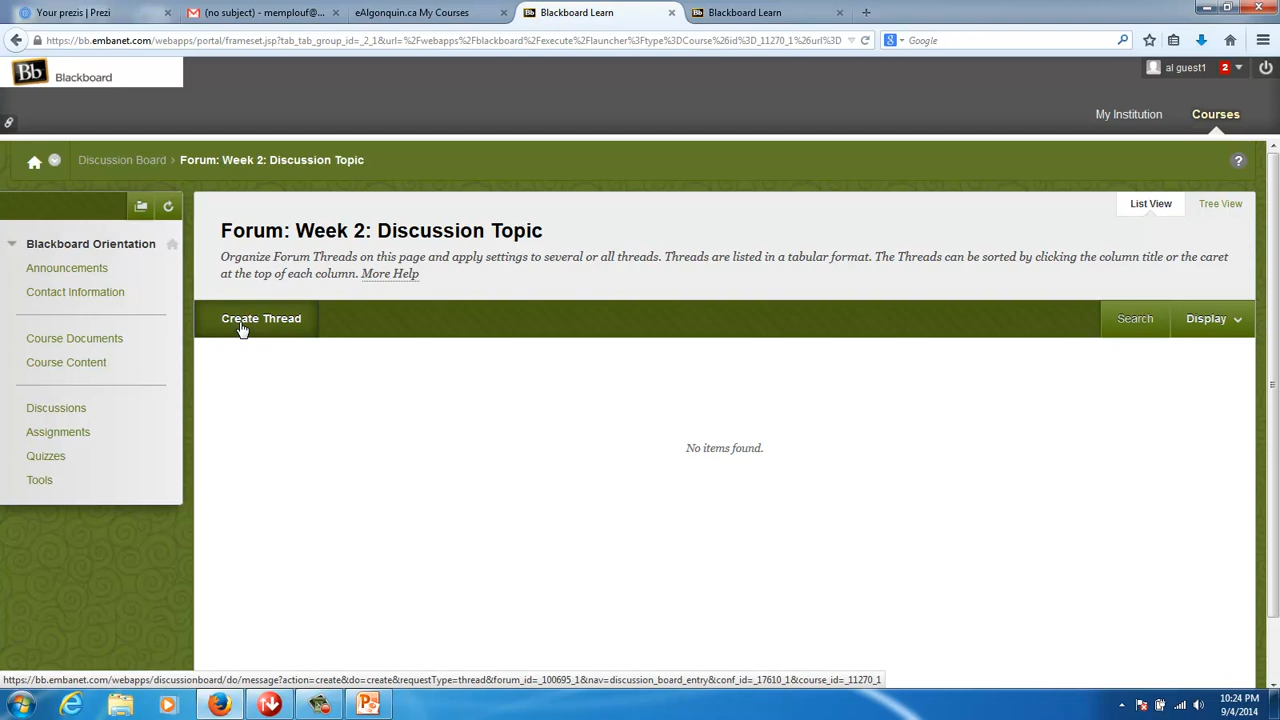 Your prezis | Prezi
(no subject) - memplouf@...
eAlgonquin.ca My Courses
Blackboard Learn
Blackboard Learn
https://bb.embanet.com/webapps/portal/frameset.jsp?tab_tab_group_id=_2_1&url=%2Fwebapps%2Fblackboard%2Fexecute%2Flauncher%3Ftype%3DCourse%26id%3D_11270_1%26url%3D
Google
Bb Blackboard
al guest1 2
My Institution
Courses
Discussion Board > Forum: Week 2: Discussion Topic
?
List View
Tree View
Forum: Week 2: Discussion Topic
Organize Forum Threads on this page and apply settings to several or all threads. Threads are listed in a tabular format. The Threads can be sorted by clicking the column title or the caret
at the top of each column. More Help
Create Thread
Search
Display
No items found.
Blackboard Orientation
Announcements
Contact Information
Course Documents
Course Content
Discussions
Assignments
Quizzes
Tools
https://bb.embanet.com/webapps/discussionboard/do/message?action=create&do=create&requestType=thread&forum_id=_100695_1&nav=discussion_board_entry&conf_id=_17610_1&course_id=_11270_1
10:24 PM
9/4/2014